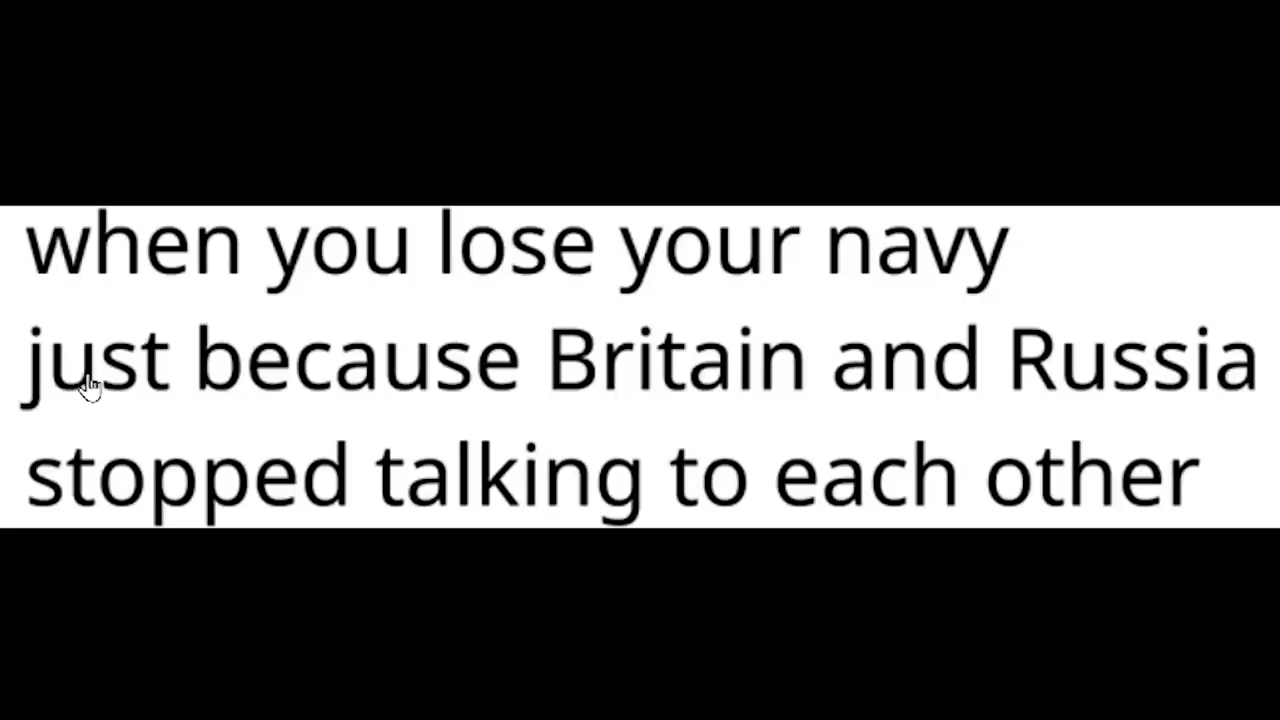 when you lose your navy
just because Britain and Russia
stopped talking to each other